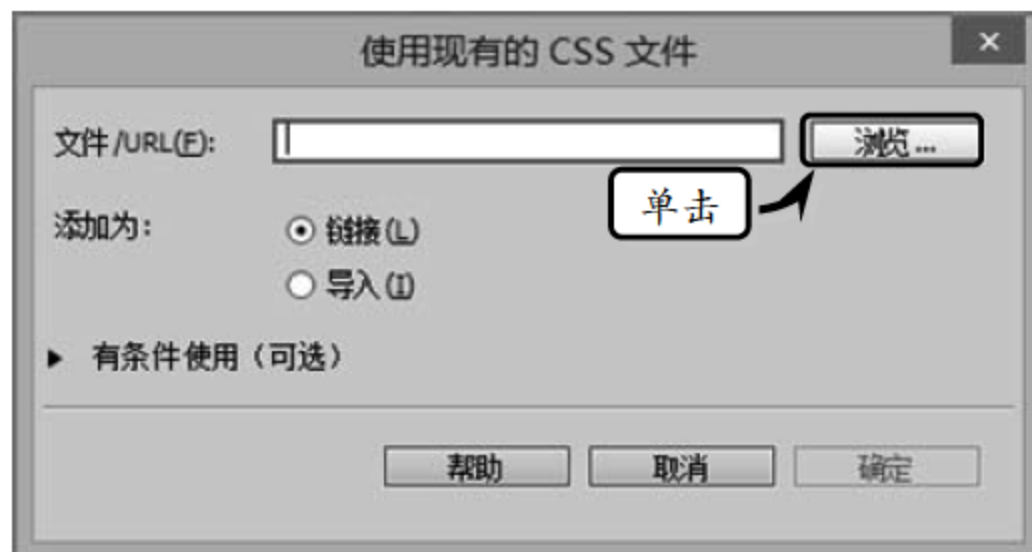 使用现有的 CSS 文件
×
文件/URL(F):
浏览...
单击
添加为:
链接(L)
导入(I)
有条件使用（可选）
帮助
取消
确定